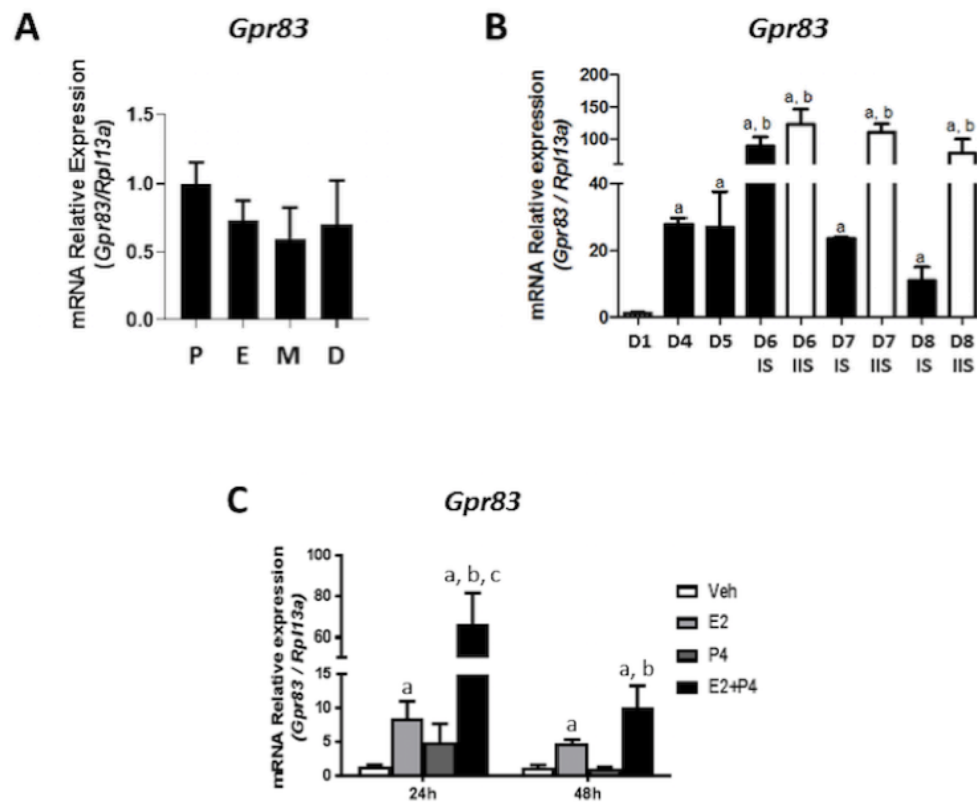 A
Gpr83
mRNA Relative Expression
(Gpr83/Rpl13a)
1.5
1.0
0.5
0.0
P E M D
B
Gpr83
mRNA Relative expression
(Gpr83 / Rpl13a)
200
150
100
40
20
0
a a a, b a, b a a, b a a, b
D1 D4 D5 D6 D6 D7 D7 D8 D8
IS IIS IS IIS IS IIS
C
Gpr83
mRNA Relative expression
(Gpr83 / Rpl13a)
100
80
60
15
10
5
0
a a, b, c a a, b
24h 48h
Veh
E2
P4
E2+P4